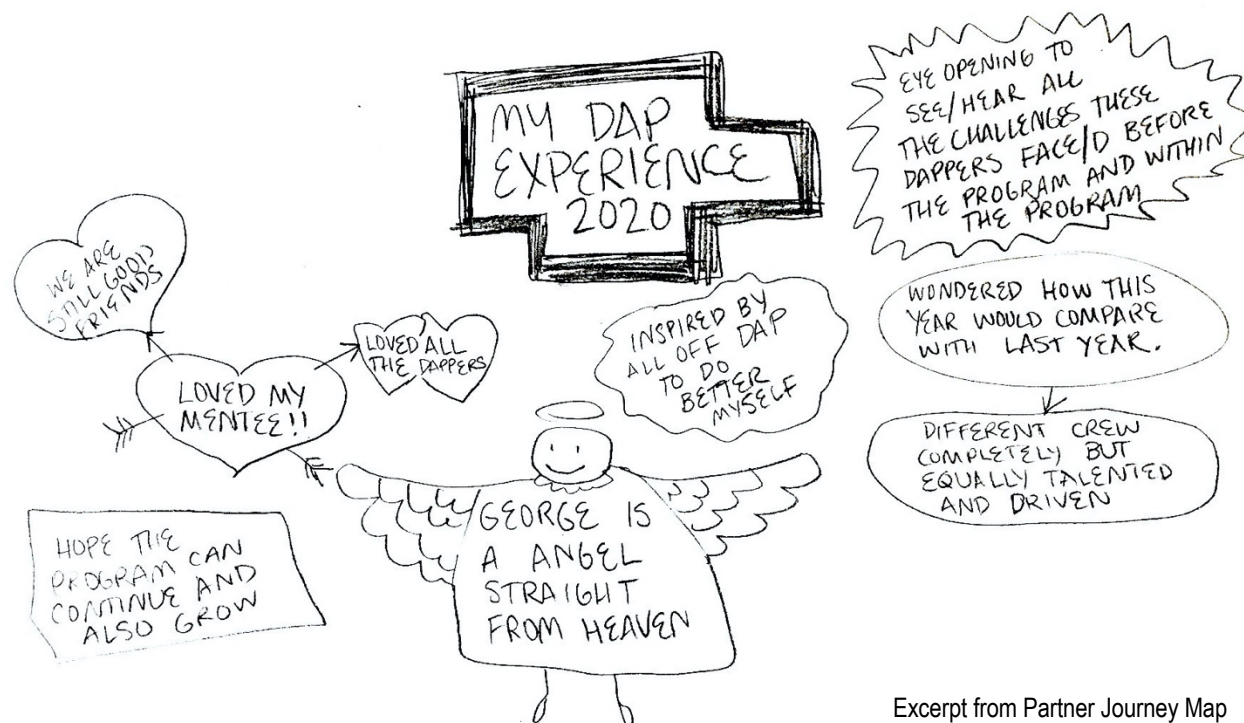 MY DAP
EXPERIENCE
2020
EYE OPENING TO
SEE/HEAR ALL
THE CHALLENGES THESE
DAPPERS FACE/D BEFORE
THE PROGRAM AND WITHIN
THE PROGRAM
WE ARE
STILL GOOD
FRIENDS
LOVED MY
MENTEE!!
LOVED ALL
THE DAPPERS
INSPIRED BY
ALL OFF DAP
TO DO
BETTER
MYSELF
WONDERED HOW THIS
YEAR WOULD COMPARE
WITH LAST YEAR.
DIFFERENT CREW
COMPLETELY BUT
EQUALLY TALENTED
AND DRIVEN
HOPE THE
PROGRAM CAN
CONTINUE AND
ALSO GROW
GEORGE IS
A ANGEL
STRAIGHT
FROM HEAVEN
Excerpt from Partner Journey Map